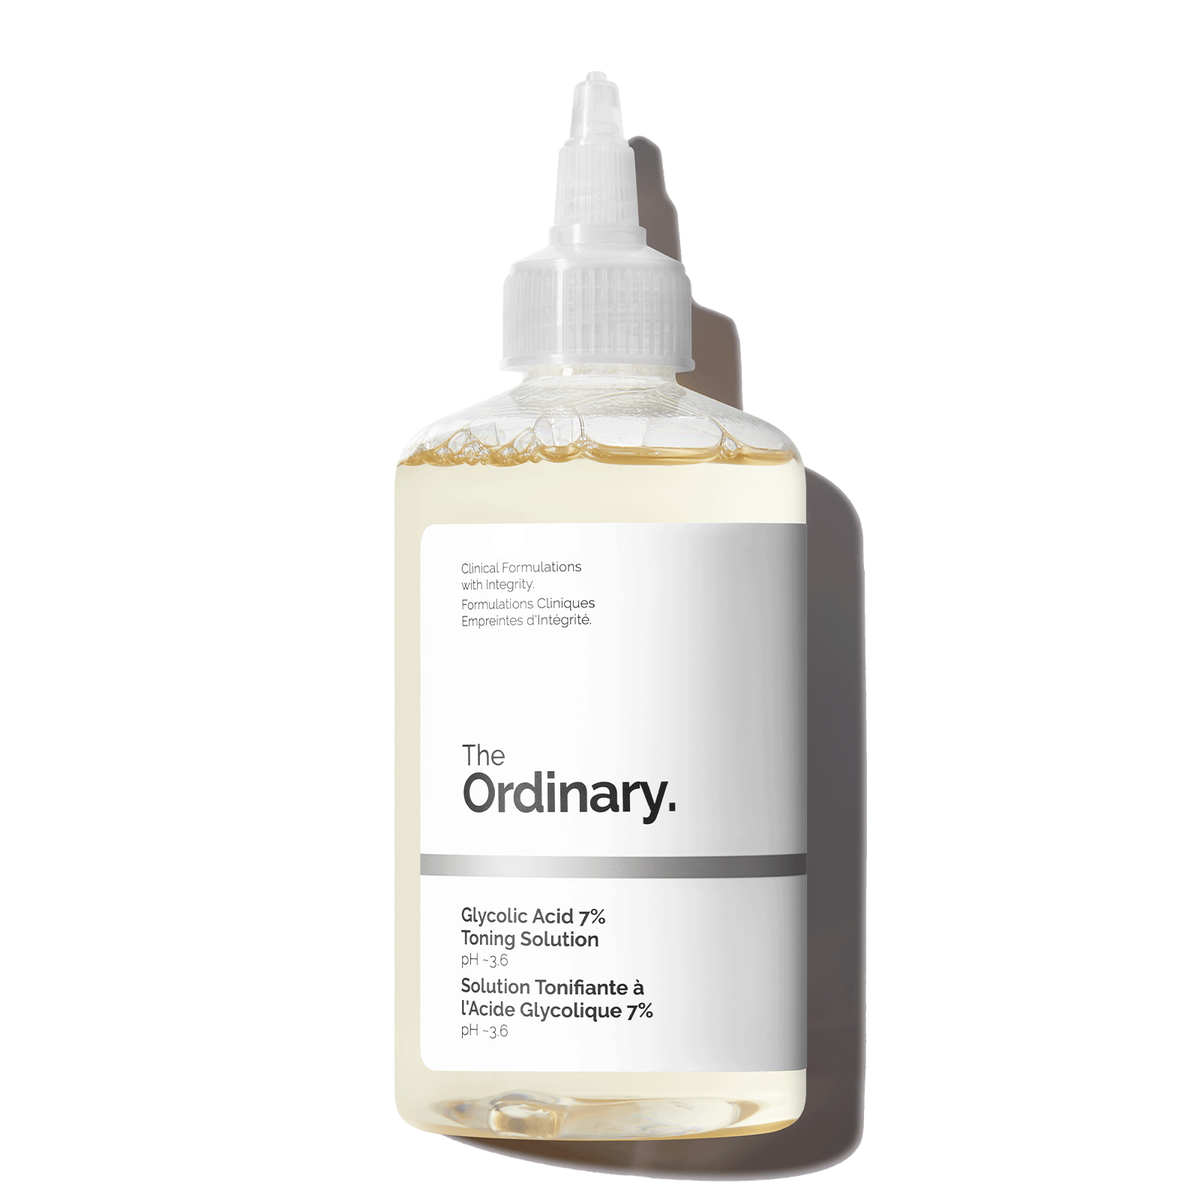 Clinical Formulations
with Integrity.
Formulations Cliniques
Empreintes d'Intégrité.
The
Ordinary.
Glycolic Acid 7%
Toning Solution
pH ~3.6
Solution Tonifiante à
l'Acide Glycolique 7%
pH ~3.6